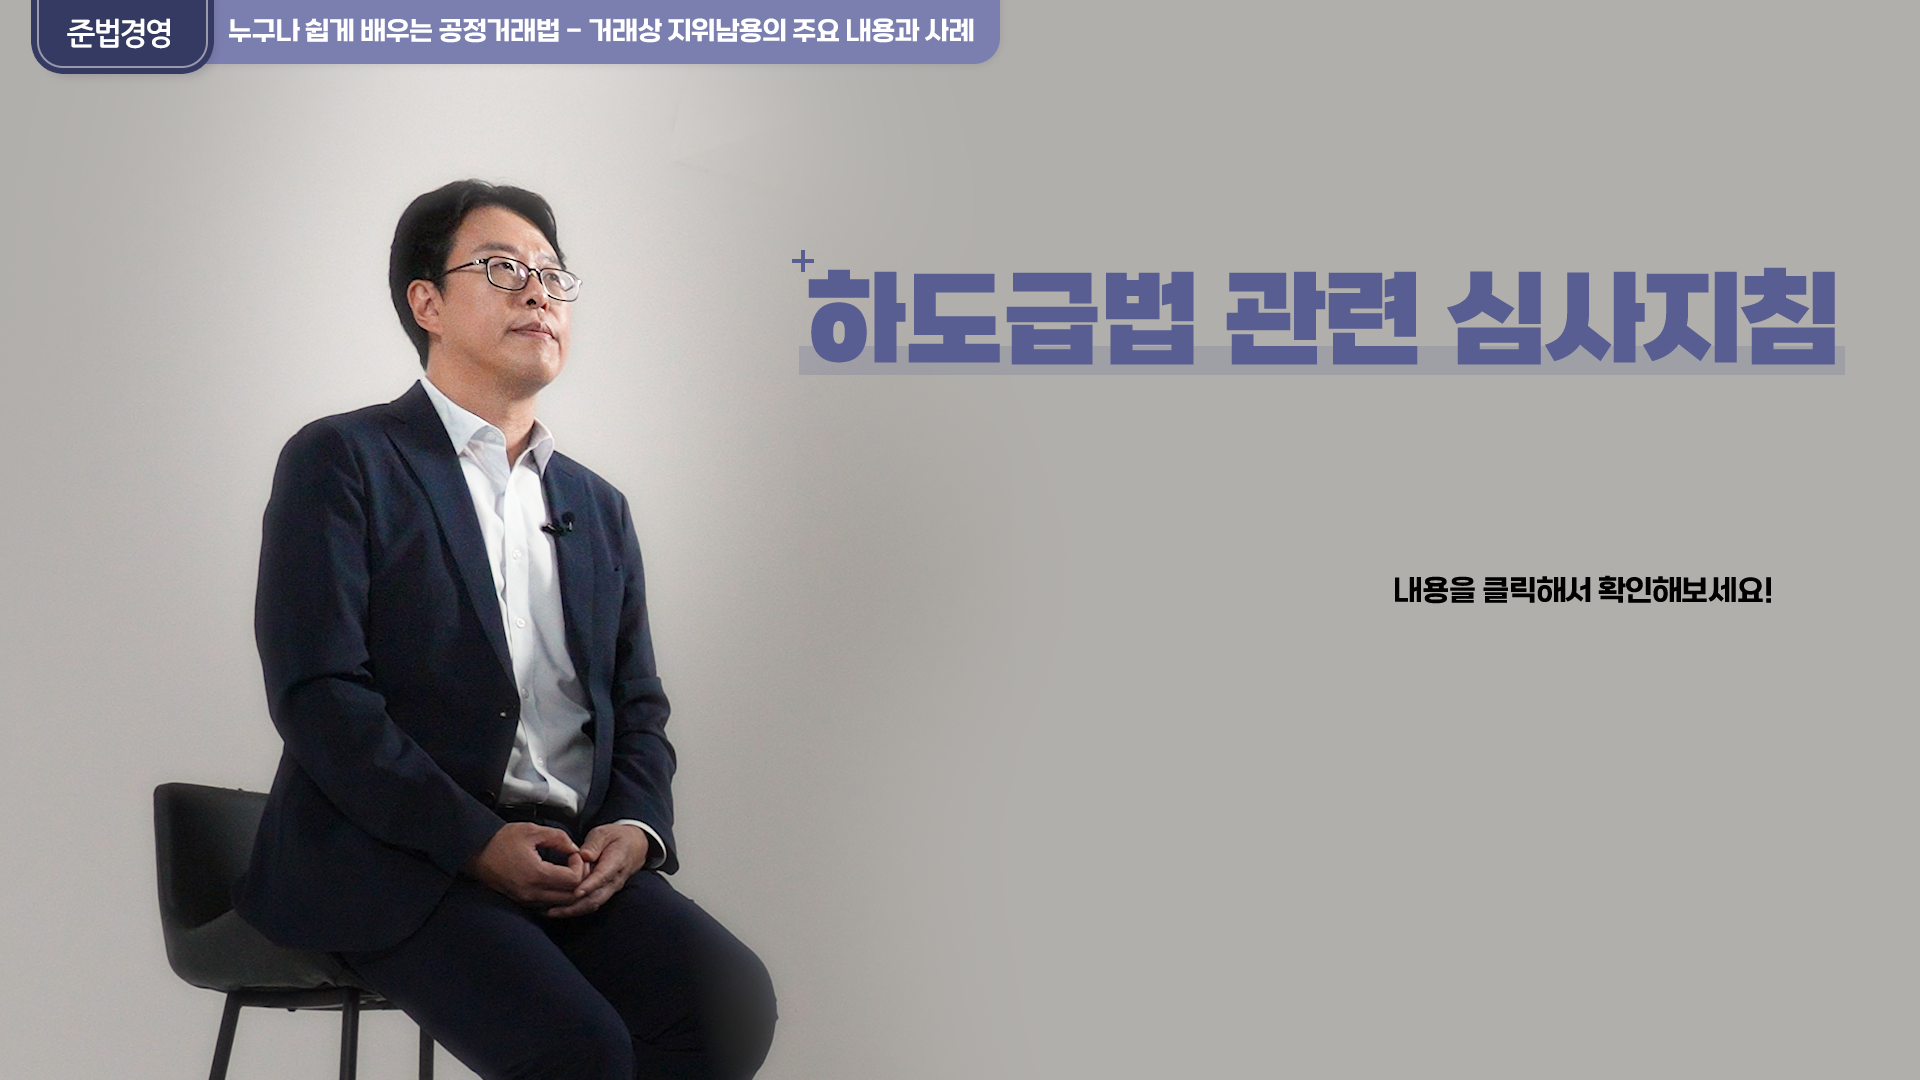 준법경영
누구나 쉽게 배우는 공정거래법 – 거래상 지위남용의 주요 내용과 사례
하도급법 관련 심사지침
내용을 클릭해서 확인해보세요!